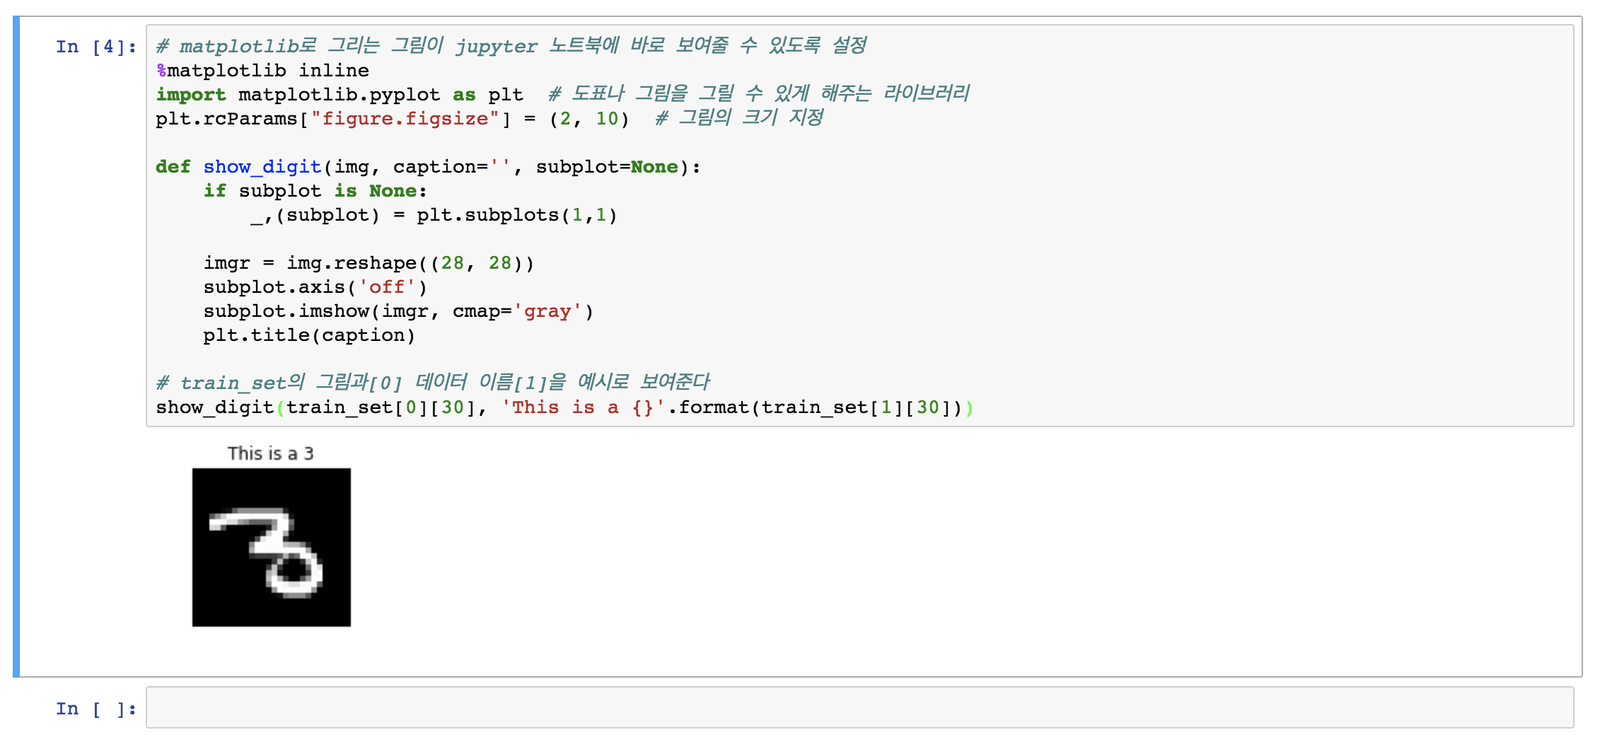 In [4]:
# matplotlib로 그리는 그림이 jupyter 노트북에 바로 보여줄 수 있도록 설정
%matplotlib inline
import matplotlib.pyplot as plt  # 도표나 그림을 그릴 수 있게 해주는 라이브러리
plt.rcParams["figure.figsize"] = (2, 10)  # 그림의 크기 지정
def show_digit(img, caption='', subplot=None):
    if subplot is None:
        _,(subplot) = plt.subplots(1,1)
    imgr = img.reshape((28, 28))
    subplot.axis('off')
    subplot.imshow(imgr, cmap='gray')
    plt.title(caption)
# train_set의 그림과[0] 데이터 이름[1]을 예시로 보여준다
show_digit(train_set[0][30], 'This is a {}'.format(train_set[1][30]))
This is a 3
3
In [ ]: